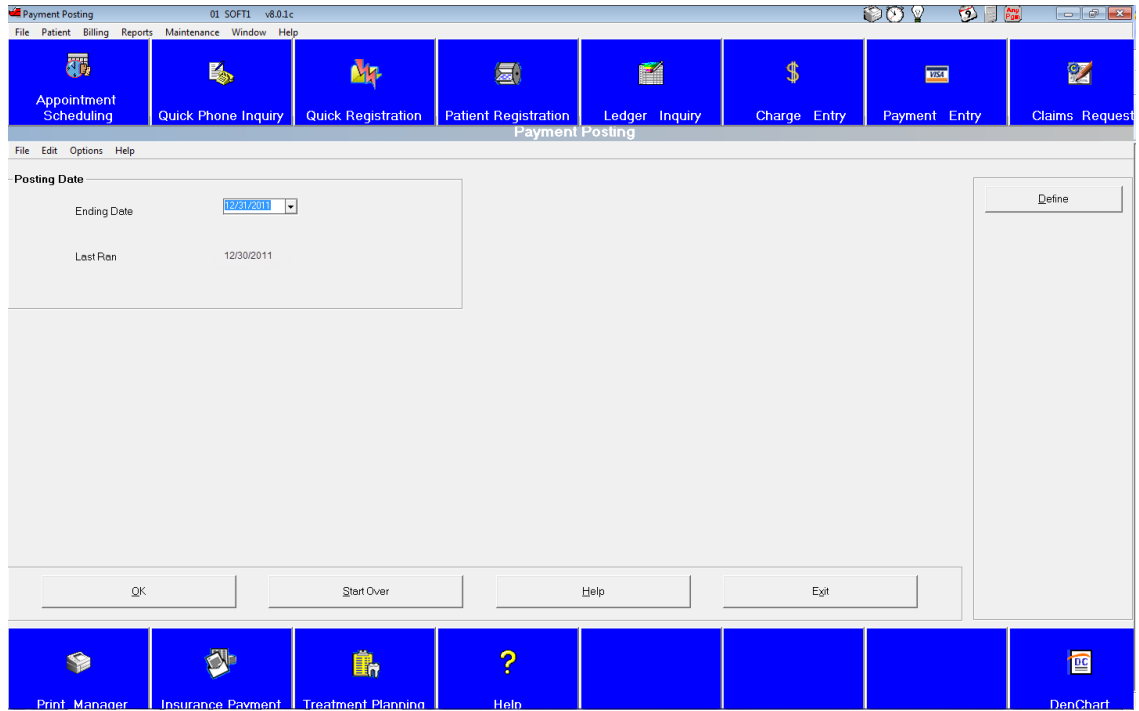 Payment Posting 01 SOFT1 v8.0.1c
Any Pgm
File Patient Billing Reports Maintenance Window Help
Appointment Scheduling
Quick Phone Inquiry
Quick Registration
Patient Registration
Ledger Inquiry
Charge Entry
VISA
Payment Entry
Claims Request
Payment Posting
File Edit Options Help
Posting Date
Ending Date 12/31/2011
Last Ran 12/30/2011
Define
OK Start Over Help Exit
Print Manager
Insurance Payment
Treatment Planning
?
Help
DC
DenChart